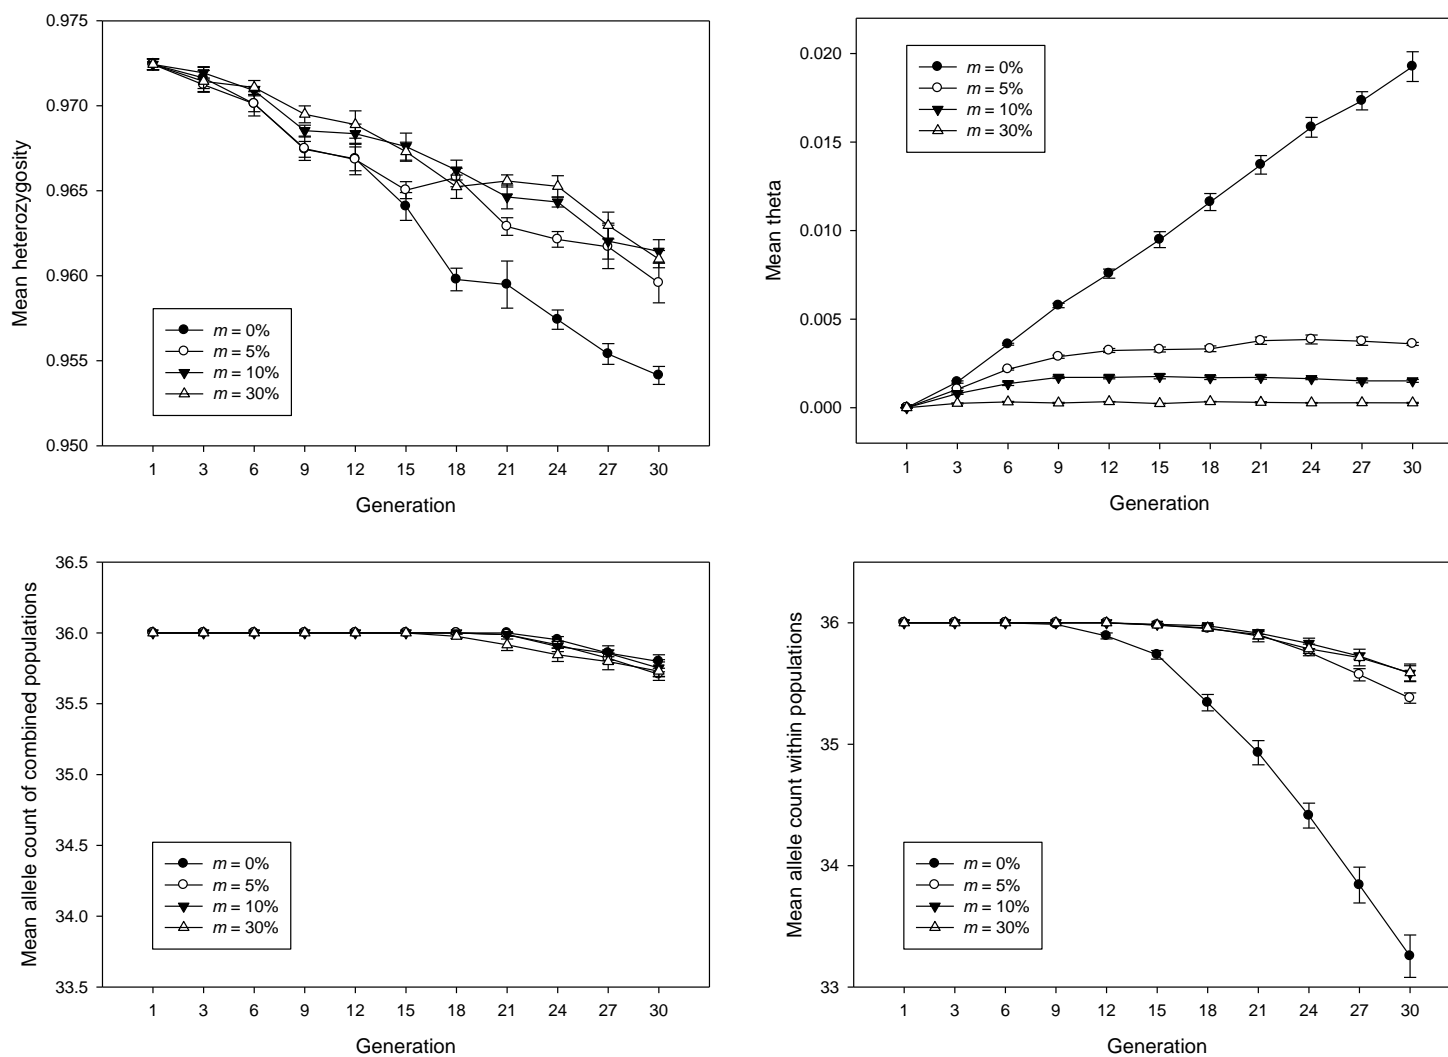 Mean heterozygosity
0.975
0.970
0.965
0.960
0.955
0.950
m = 0%
m = 5%
m = 10%
m = 30%
1 3 6 9 12 15 18 21 24 27 30
Generation
Mean theta
0.020
0.015
0.010
0.005
0.000
m = 0%
m = 5%
m = 10%
m = 30%
1 3 6 9 12 15 18 21 24 27 30
Generation
Mean allele count of combined populations
36.5
36.0
35.5
35.0
34.5
34.0
33.5
m = 0%
m = 5%
m = 10%
m = 30%
1 3 6 9 12 15 18 21 24 27 30
Generation
Mean allele count within populations
36
35
34
33
m = 0%
m = 5%
m = 10%
m = 30%
1 3 6 9 12 15 18 21 24 27 30
Generation